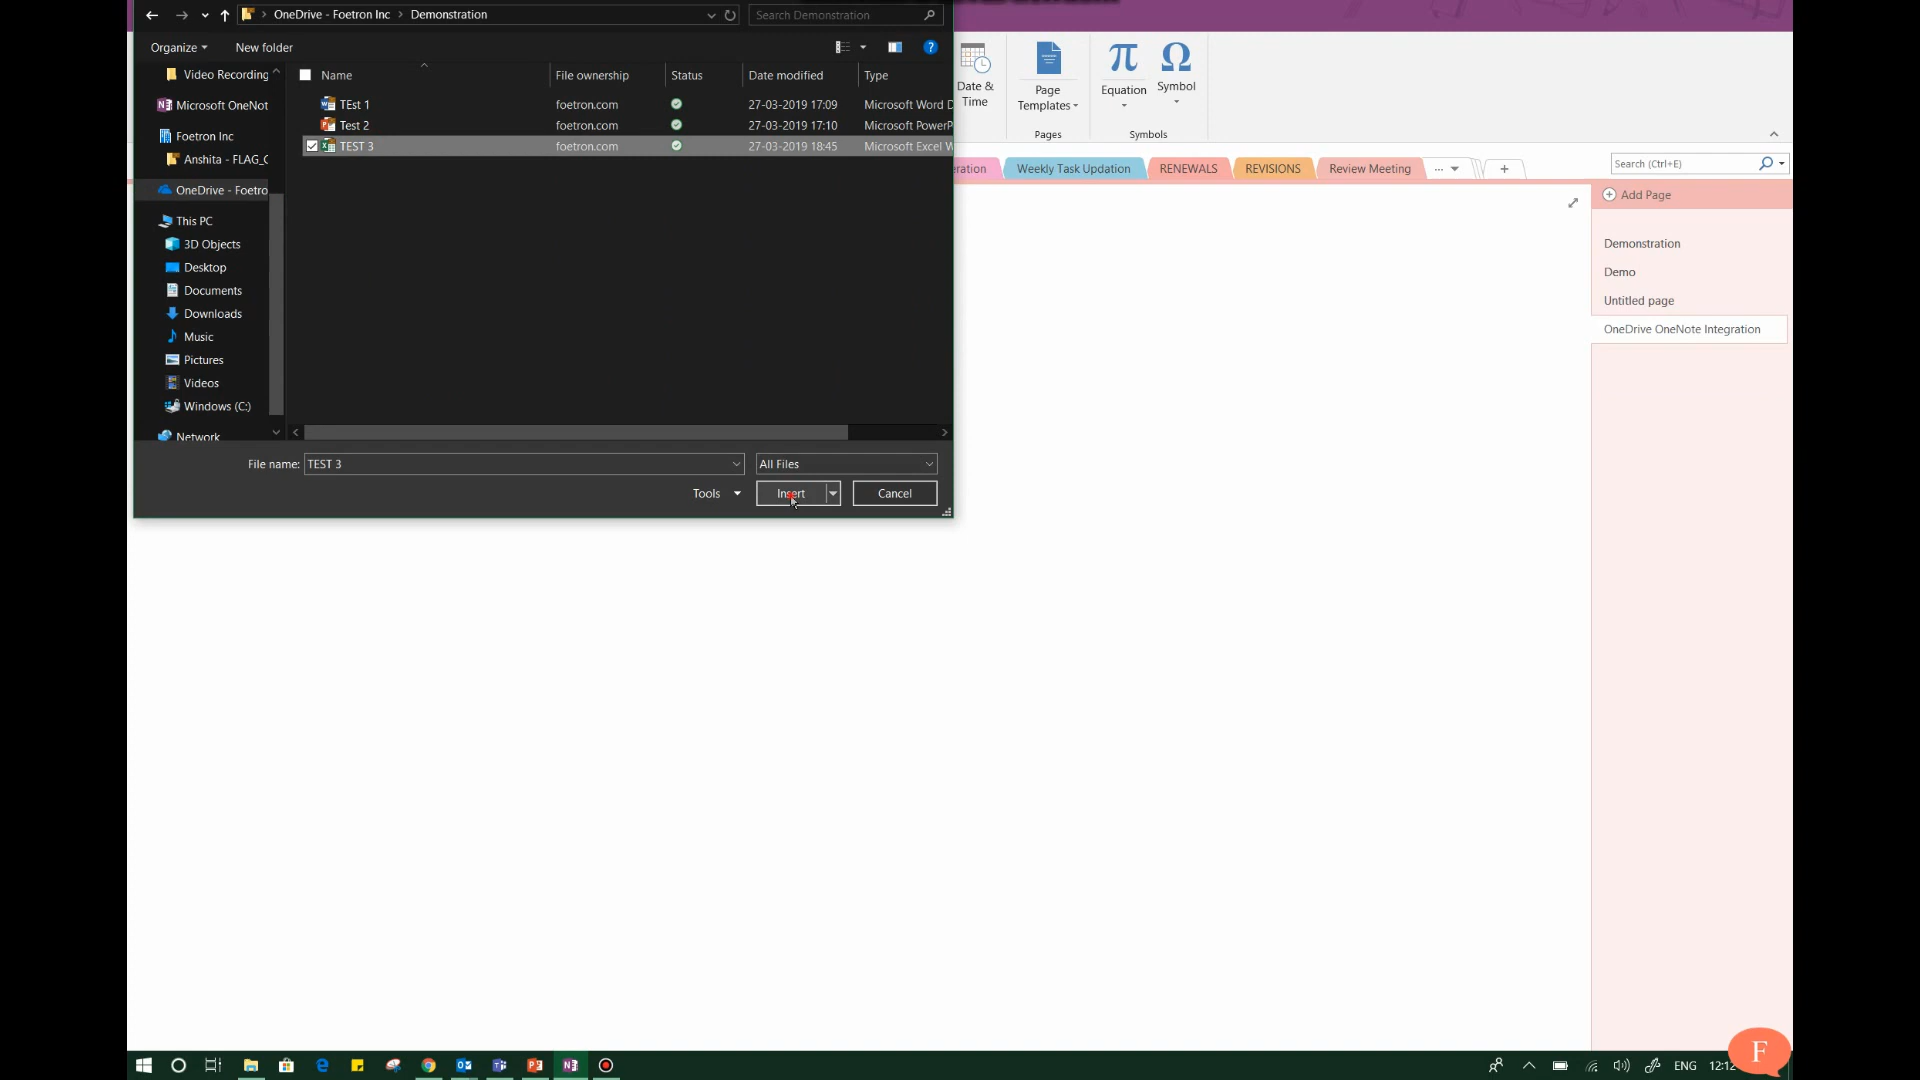 OneDrive - Foetron Inc > Demonstration
Search Demonstration
Organize
New folder
?
Name
File ownership
Status
Date modified
Type
TEst 1
foetron.com
27-03-2019 17:09
Microsoft Word D
Test 2
foetron.com
27-03-2019 17:10
Microsoft PowerP
TEST 3
foetron.com
27-03-2019 18:45
Microsoft Excel W
Video Recording
Microsoft OneNot
Foetron Inc
Anshita - FLAG_C
OneDrive - Foetro
This PC
3D Objects
Desktop
Documents
Downloads
Music
Pictures
Videos
Windows (C:)
Network
File name:
TEST 3
All Files
Tools
Insert
Cancel
Date &
Time
Page
Templates
Pages
π
Equation
Ω
Symbol
Symbols
eration
Weekly Task Updation
RENEWALS
REVISIONS
Review Meeting
...
+
Search (Ctrl+E)
Add Page
Demonstration
Demo
Untitled page
OneDrive OneNote Integration
ENG
12:12
F